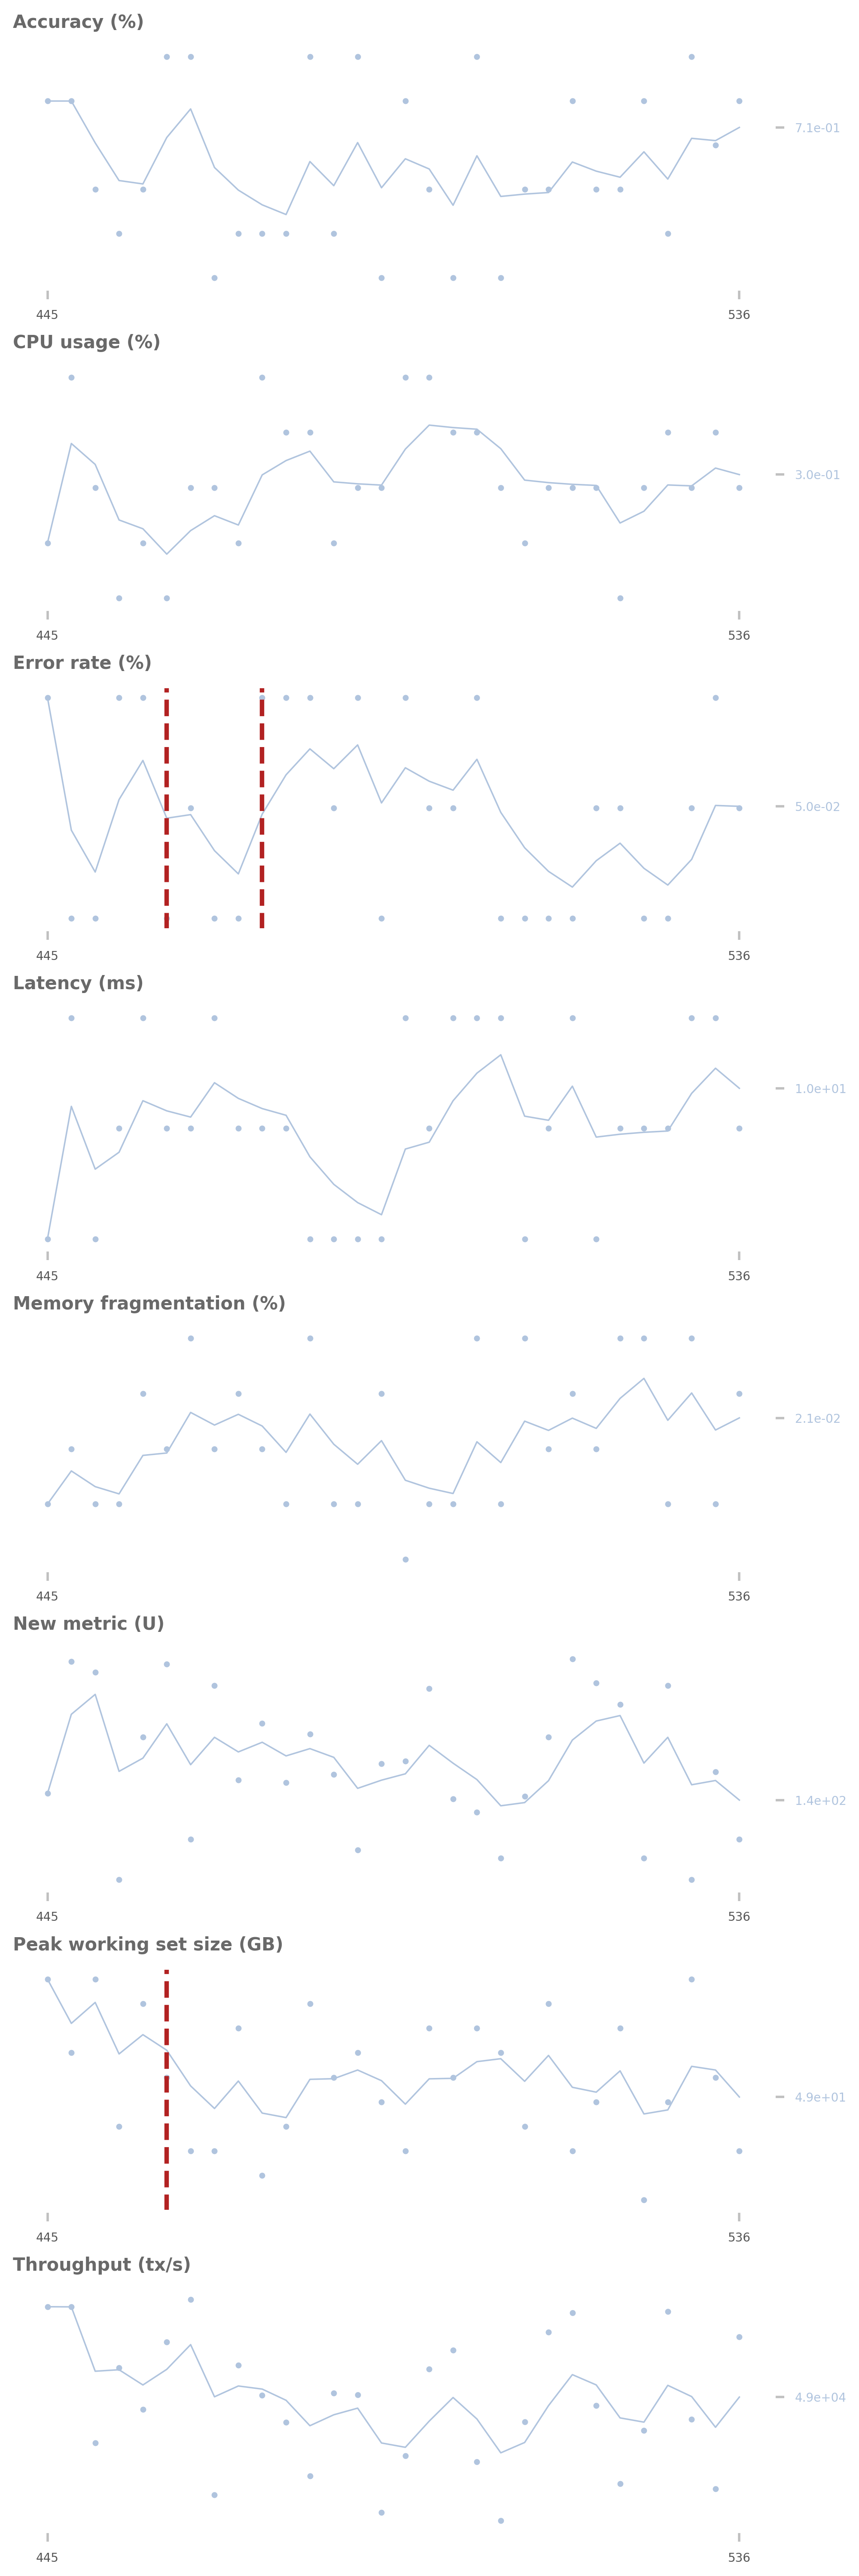 Accuracy (%)
7.1e-01
445 536
CPU usage (%)
3.0e-01
445 536
Error rate (%)
5.0e-02
445 536
Latency (ms)
1.0e+01
445 536
Memory fragmentation (%)
2.1e-02
445 536
New metric (U)
1.4e+02
445 536
Peak working set size (GB)
4.9e+01
445 536
Throughput (tx/s)
4.9e+04
445 536